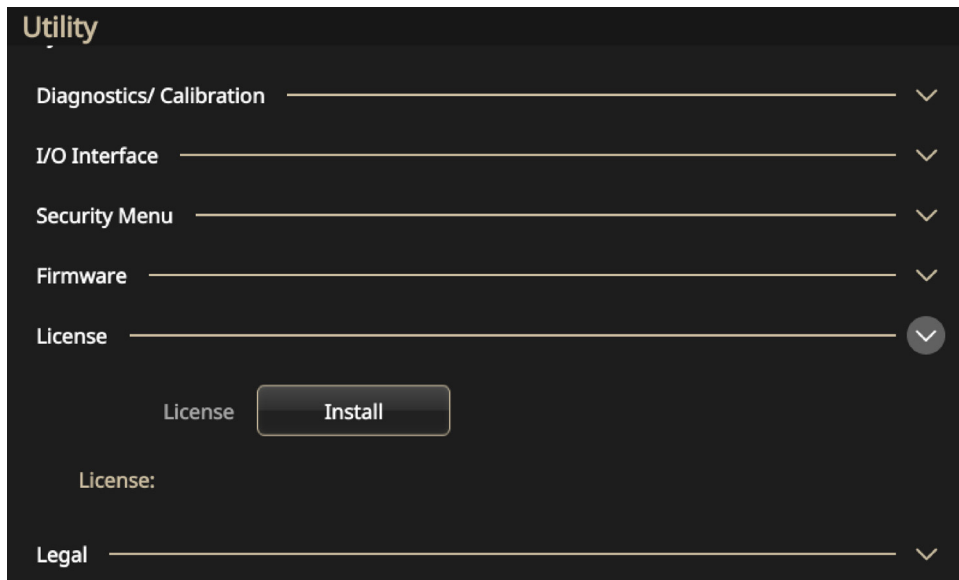 Utility
Diagnostics/ Calibration
I/O Interface
Security Menu
Firmware
License
License Install
License:
Legal